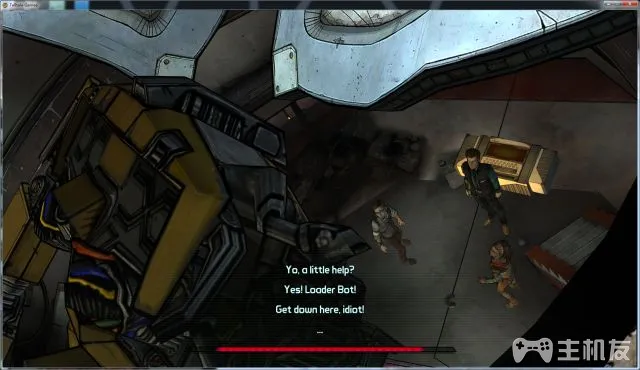 Telltale Games
Yo, a little help?
Yes! Loader Bot!
Get down here, idiot!
...
主机友